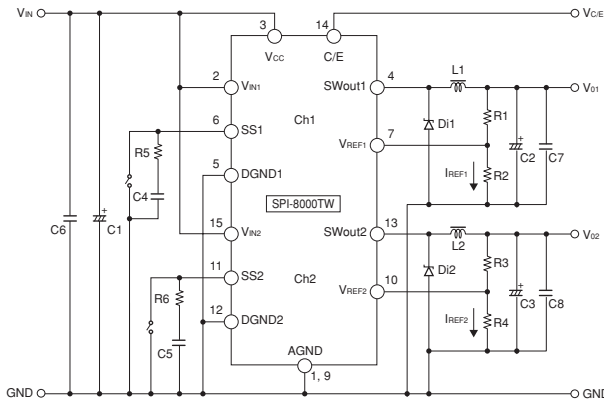 VIN
VC/E
3
14
VCC
C/E
2
VIN1
SWout1
4
L1
VO1
Ch1
6
SS1
R5
Di1
R1
7
VREF1
C2
C7
5
DGND1
C4
IREF1
R2
SPI-8000TW
15
VIN2
SWout2
13
L2
VO2
C6
C1
11
SS2
Ch2
R6
Di2
R3
10
VREF2
C3
C8
12
DGND2
C5
IREF2
R4
AGND
1, 9
GND
GND